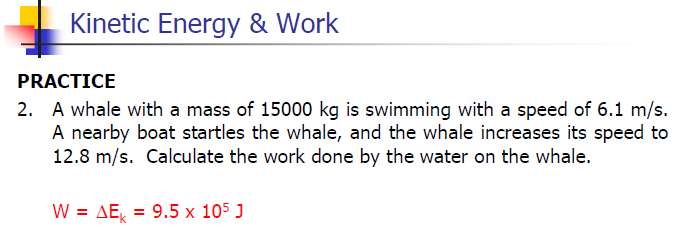 Kinetic Energy & Work
PRACTICE
2. A whale with a mass of 15000 kg is swimming with a speed of 6.1 m/s.
A nearby boat startles the whale, and the whale increases its speed to
12.8 m/s. Calculate the work done by the water on the whale.
W = ΔEₖ = 9.5 x 10⁵ J